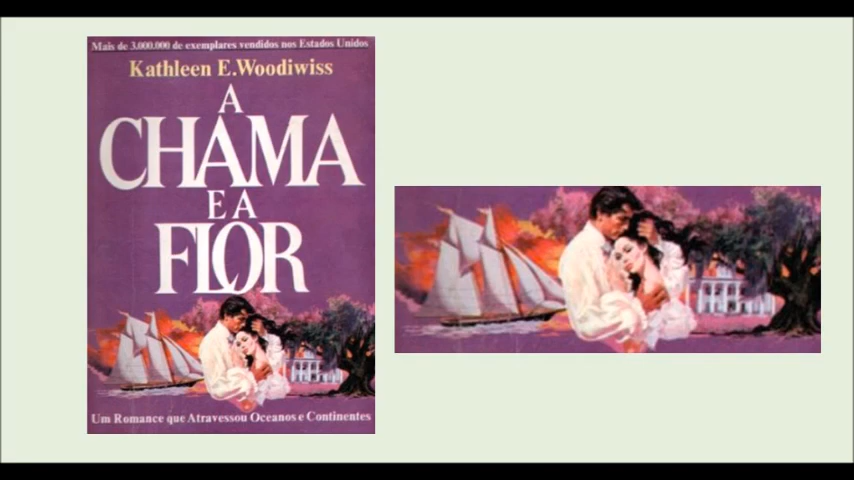 Mais de 3.000.000 de exemplares vendidos nos Estados Unidos
Kathleen E.Woodiwiss
A
CHAMA
E A
FLOR
Um Romance que Atravessou Oceanos e Continentes